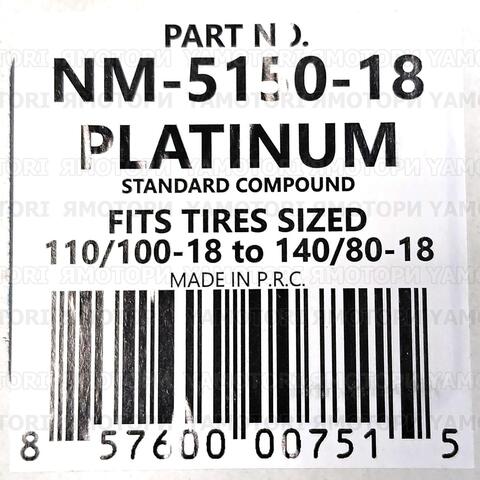 PART NO.
NM-5150-18
PLATINUM
STANDARD COMPOUND
FITS TIRES SIZED
110/100-18 to 140/80-18
MADE IN P.R.C.
8 57600 00751 5